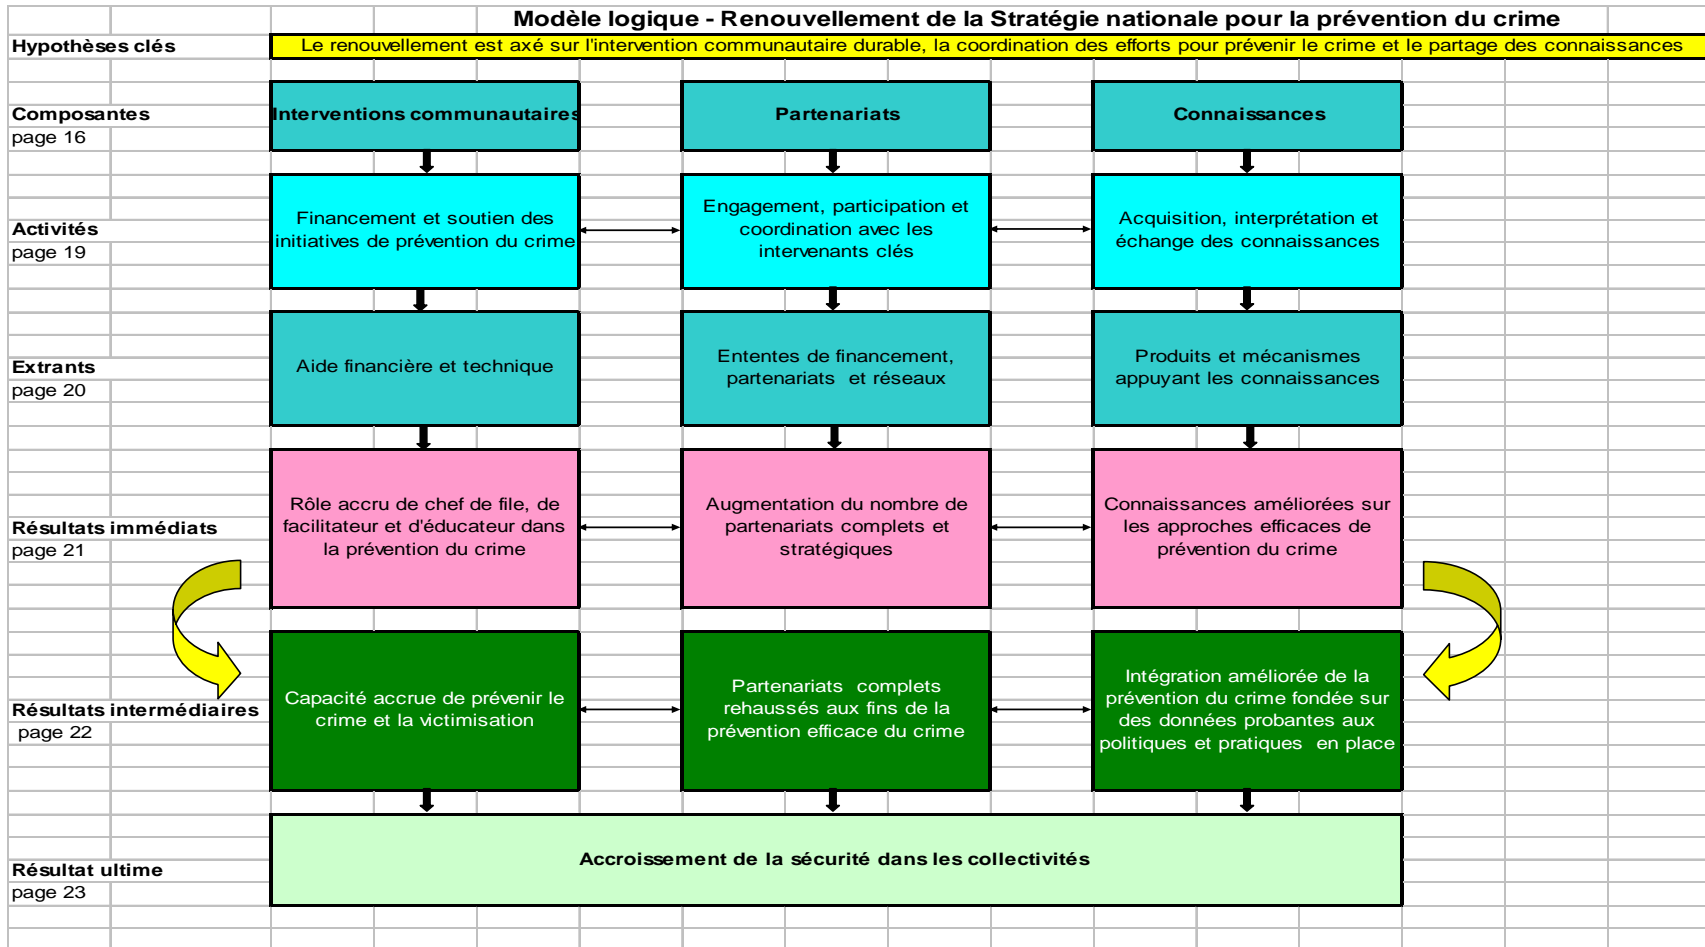 Modèle logique - Renouvellement de la Stratégie nationale pour la prévention du crime
Hypothèses clés
Le renouvellement est axé sur l'intervention communautaire durable, la coordination des efforts pour prévenir le crime et le partage des connaissances
Composantes
page 16
Interventions communautaires
Partenariats
Connaissances
Activités
page 19
Financement et soutien des
initiatives de prévention du crime
Engagement, participation et
coordination avec les
intervenants clés
Acquisition, interprétation et
échange des connaissances
Extrants
page 20
Aide financière et technique
Ententes de financement,
partenariats et réseaux
Produits et mécanismes
appuyant les connaissances
Résultats immédiats
page 21
Rôle accru de chef de file, de
facilitateur et d'éducateur dans
la prévention du crime
Augmentation du nombre de
partenariats complets et
stratégiques
Connaissances améliorées sur
les approches efficaces de
prévention du crime
Résultats intermédiaires
page 22
Capacité accrue de prévenir le
crime et la victimisation
Partenariats complets
rehaussés aux fins de la
prévention efficace du crime
Intégration améliorée de la
prévention du crime fondée sur
des données probantes aux
politiques et pratiques en place
Résultat ultime
page 23
Accroissement de la sécurité dans les collectivités